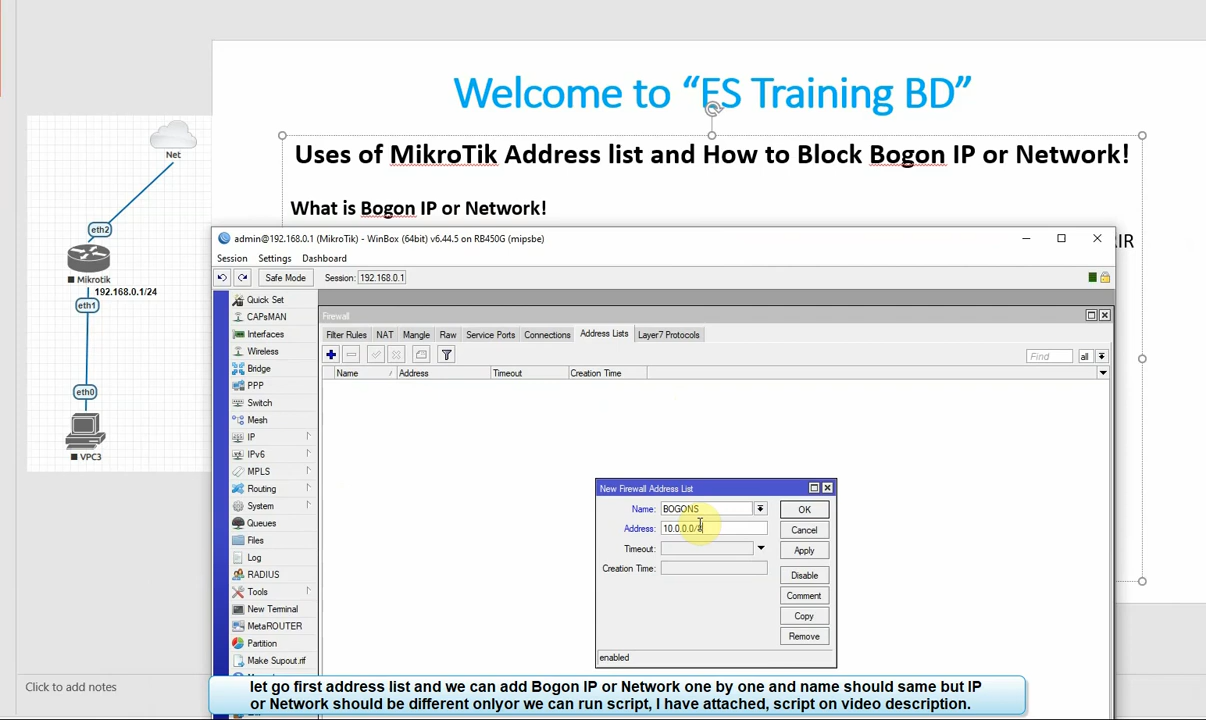 Welcome to “FS Training BD”
Uses of MikroTik Address list and How to Block Bogon IP or Network!
What is Bogon IP or Network!
RIR
Net
eth2
Mikrotik
192.168.0.1/24
eth1
eth0
VPC3
admin@192.168.0.1 (MikroTik) - WinBox (64bit) v6.44.5 on RB450G (mipsbe)
Session Settings Dashboard
Safe Mode Session: 192.168.0.1
Quick Set
CAPsMAN
Interfaces
Wireless
Bridge
PPP
Switch
Mesh
IP
IPv6
MPLS
Routing
System
Queues
Files
Log
RADIUS
Tools
New Terminal
MetaROUTER
Partition
Make Supout.rif
Firewall
Filter Rules NAT Mangle Raw Service Ports Connections Address Lists Layer7 Protocols
Find all
Name Address Timeout Creation Time
New Firewall Address List
Name: BOGONS OK
Address: 10.0.0.0/8 Cancel
Timeout: Apply
Creation Time:
Disable
Comment
Copy
Remove
enabled
Click to add notes
let go first address list and we can add Bogon IP or Network one by one and name should same but IP
or Network should be different onlyor we can run script, I have attached, script on video description.